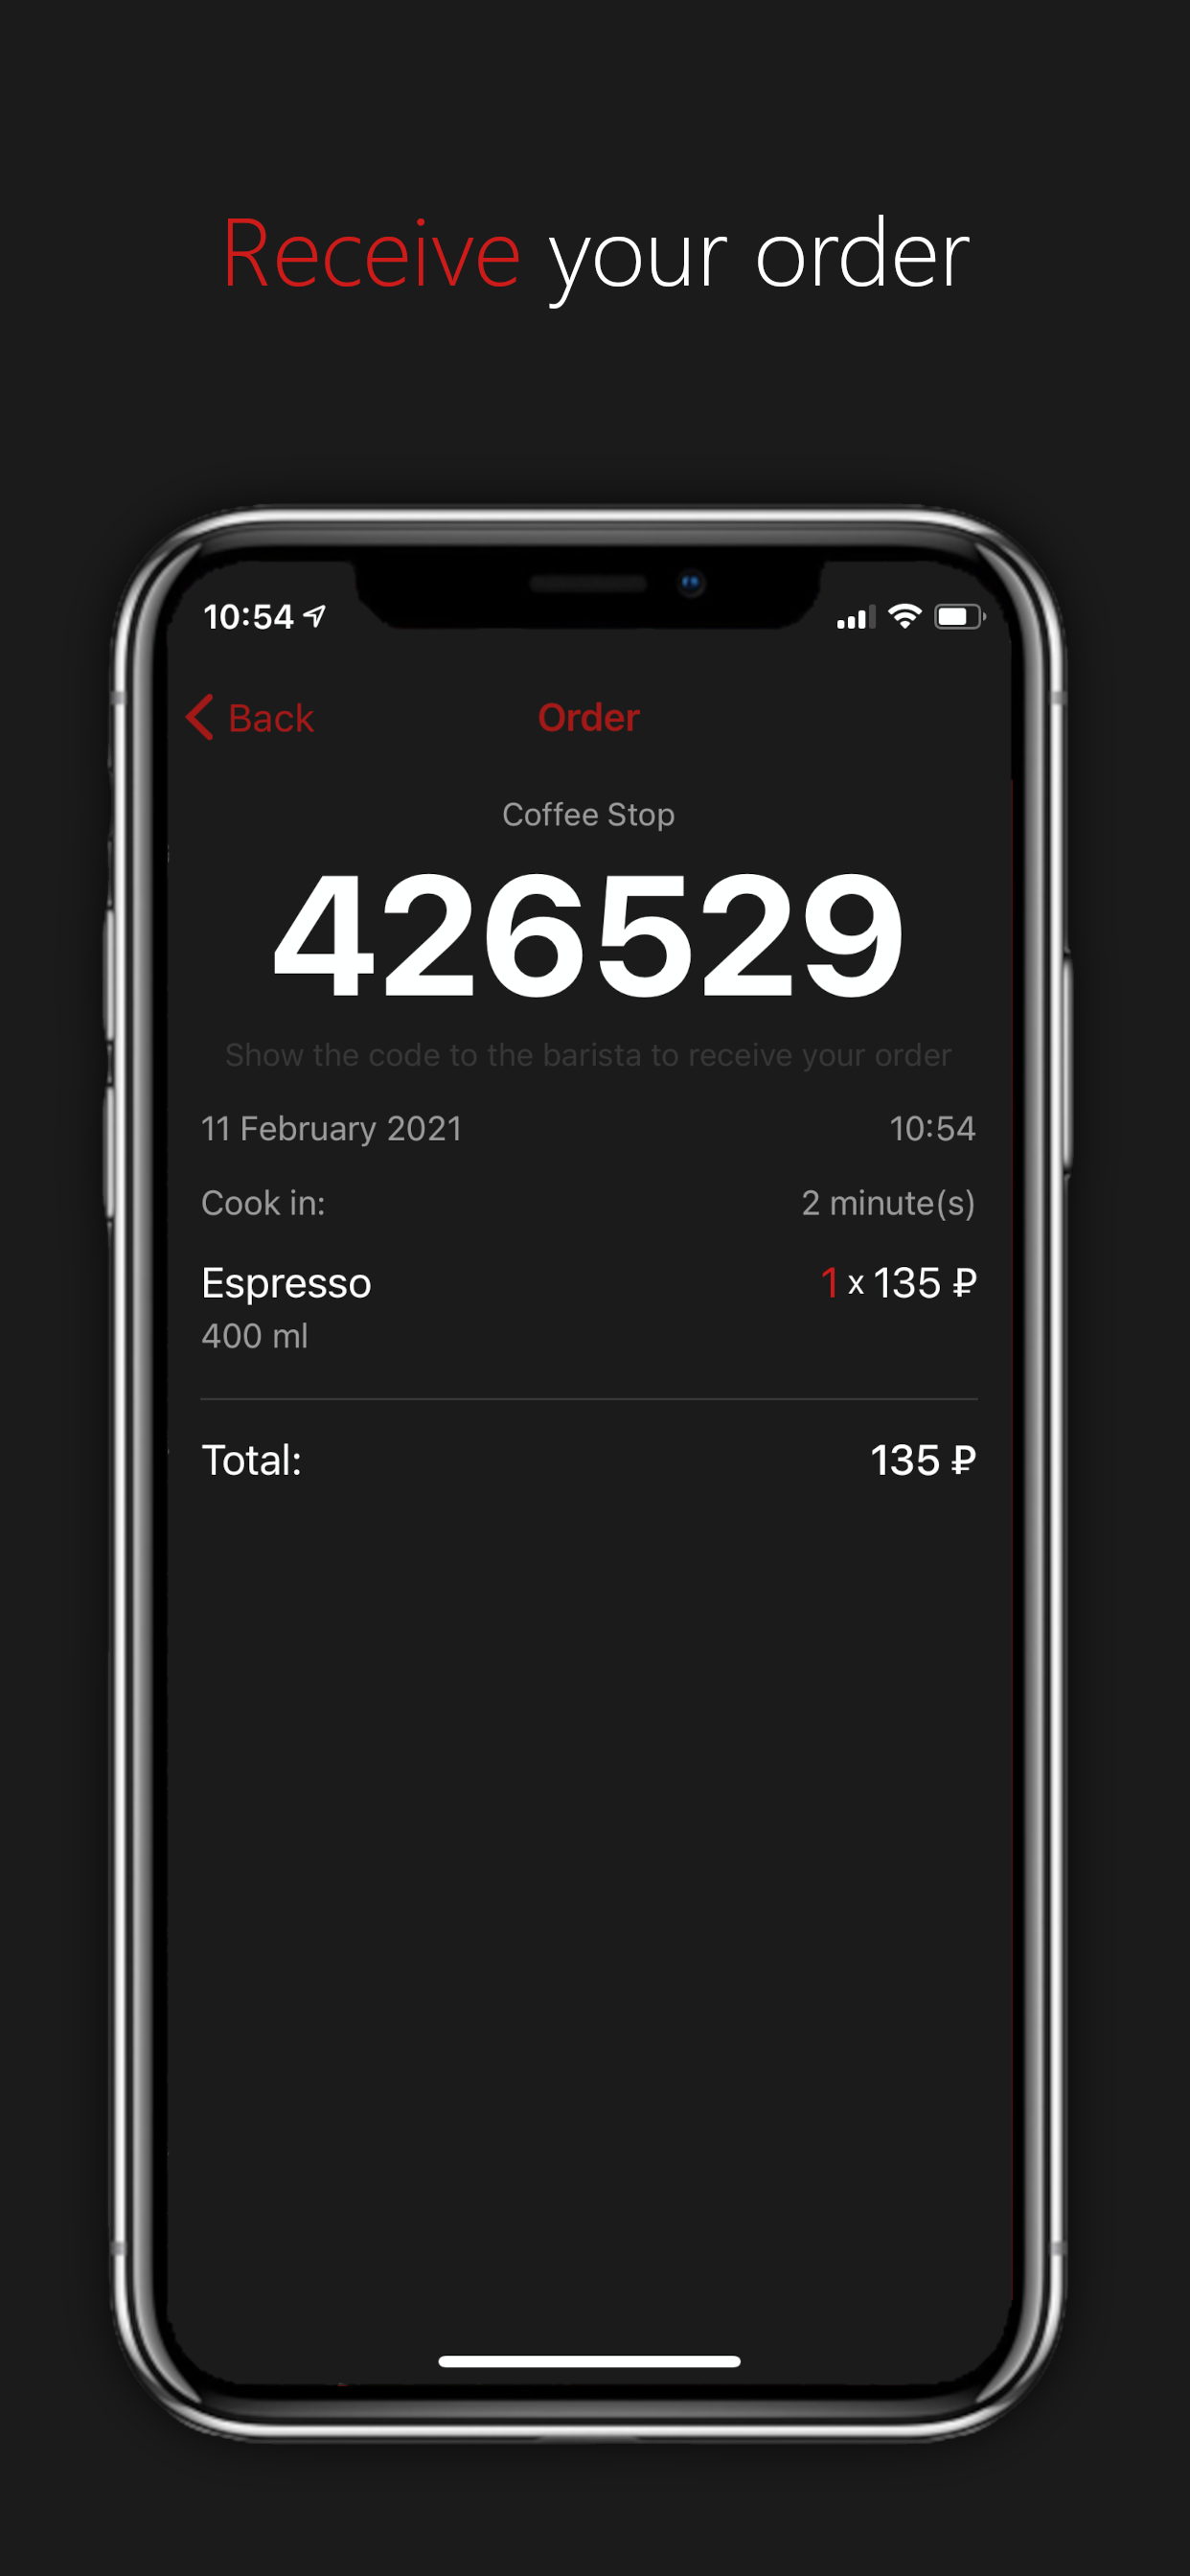 Receive your order
10:54
Back
Order
Coffee Stop
426529
Show the code to the barista to receive your order
11 February 2021 10:54
Cook in: 2 minute(s)
Espresso 1 x 135 ₽
400 ml
Total: 135 ₽